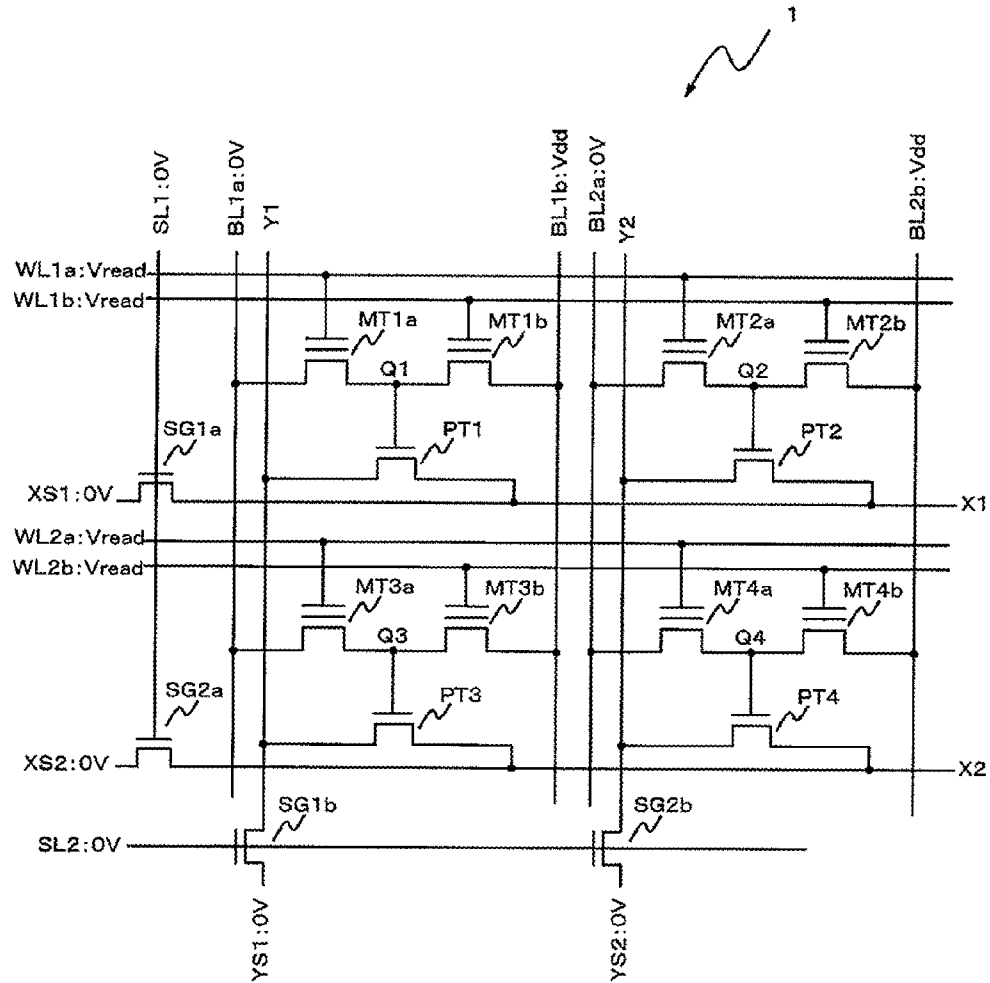 1
SL1:0V
BL1a:0V
Y1
BL1b:Vdd
BL2a:0V
Y2
BL2b:Vdd
WL1a:Vread
WL1b:Vread
MT1a
MT1b
MT2a
MT2b
Q1
Q2
SG1a
PT1
PT2
XS1:0V
X1
WL2a:Vread
WL2b:Vread
MT3a
MT3b
MT4a
MT4b
Q3
Q4
SG2a
PT3
PT4
XS2:0V
X2
SG1b
SG2b
SL2:0V
YS1:0V
YS2:0V